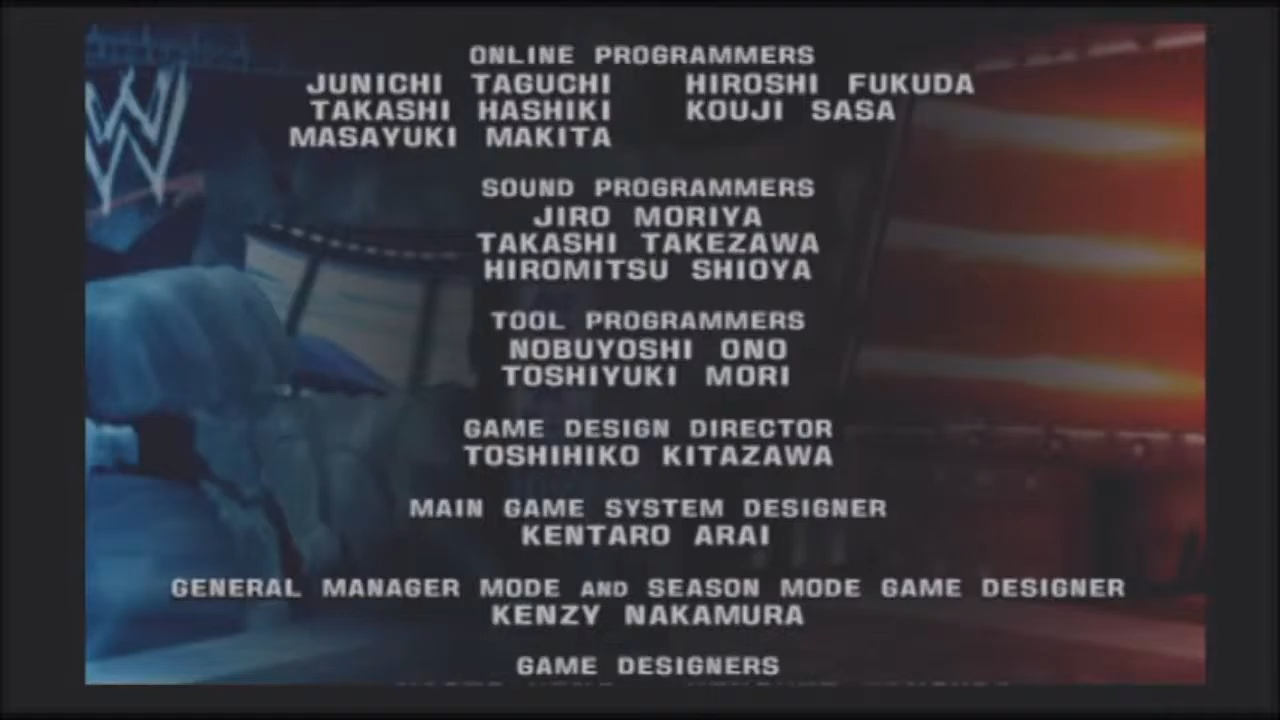 W
ONLINE PROGRAMMERS
JUNICHI TAGUCHI HIROSHI FUKUDA
TAKASHI HASHIKI KOUJI SASA
MASAYUKI MAKITA
SOUND PROGRAMMERS
JIRO MORIYA
TAKASHI TAKEZAWA
HIROMITSU SHIOYA
TOOL PROGRAMMERS
NOBUYOSHI ONO
TOSHIYUKI MORI
GAME DESIGN DIRECTOR
TOSHIHIKO KITAZAWA
MAIN GAME SYSTEM DESIGNER
KENTARO ARAI
GENERAL MANAGER MODE AND SEASON MODE GAME DESIGNER
KENZY NAKAMURA
GAME DESIGNERS